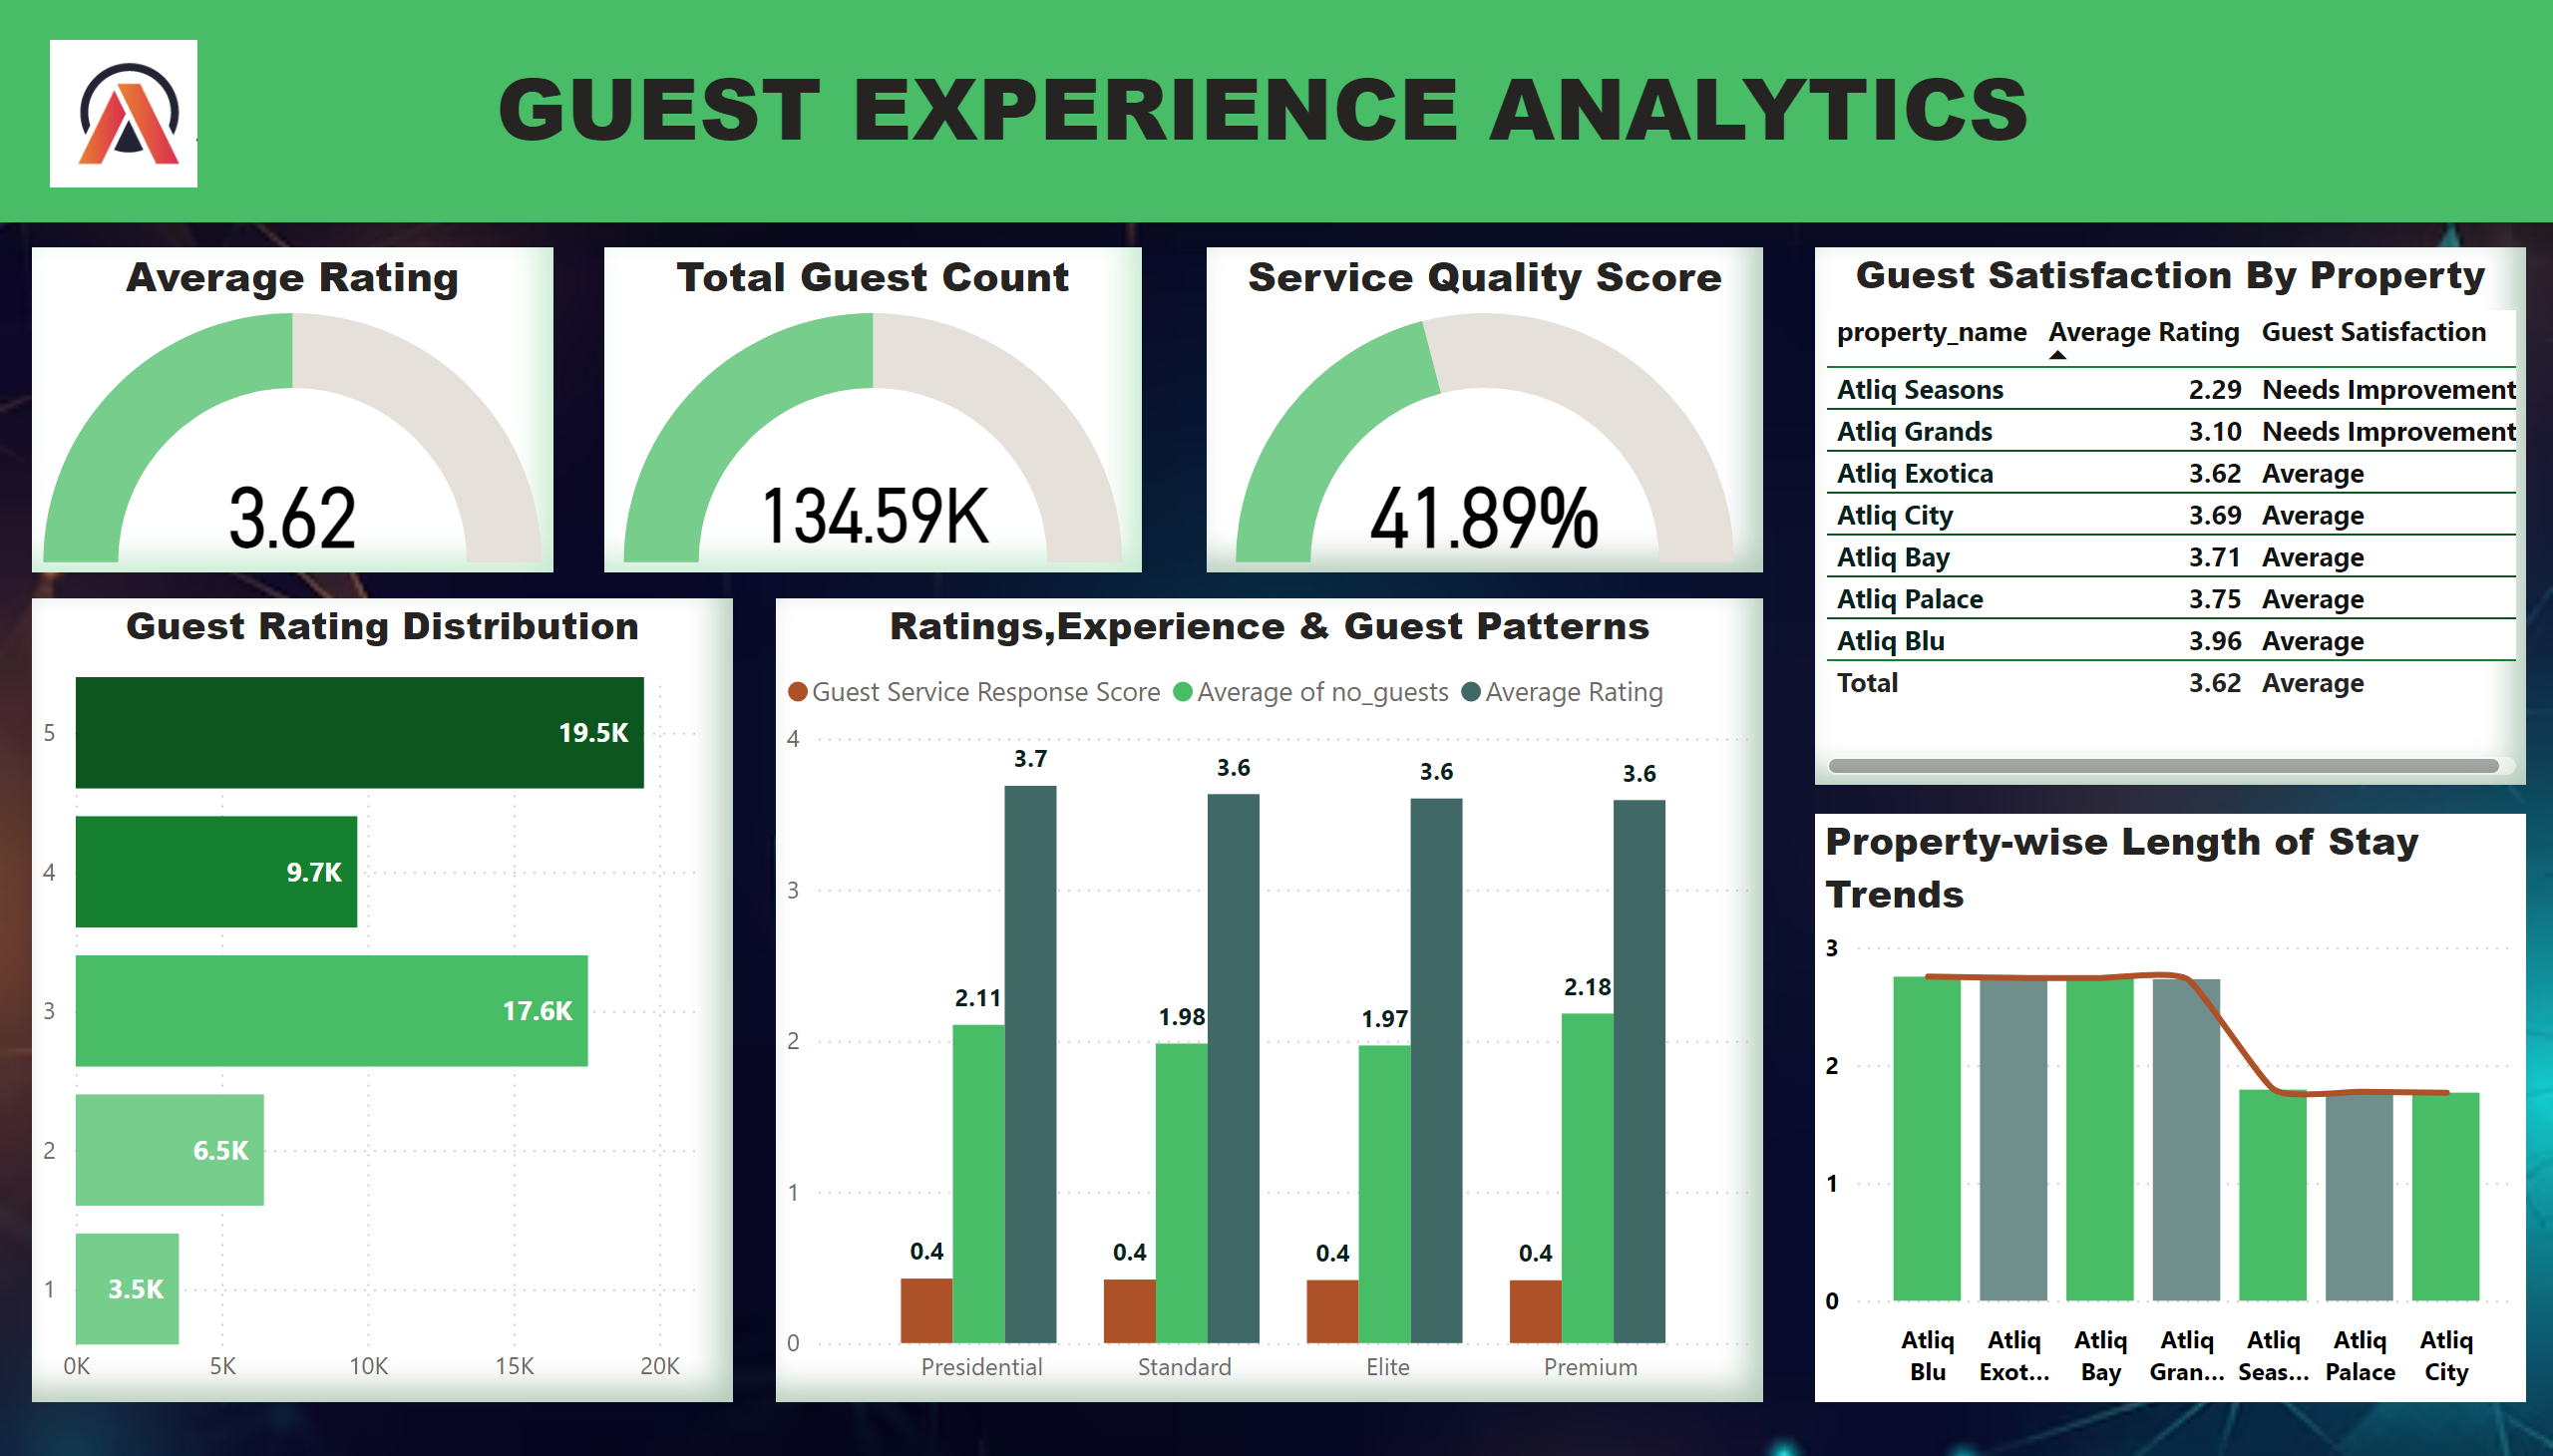 GUEST EXPERIENCE ANALYTICS
Average Rating
3.62
Total Guest Count
134.59K
Service Quality Score
41.89%
Guest Satisfaction By Property
property_name Average Rating Guest Satisfaction
Atliq Seasons 2.29 Needs Improvement
Atliq Grands 3.10 Needs Improvement
Atliq Exotica 3.62 Average
Atliq City 3.69 Average
Atliq Bay 3.71 Average
Atliq Palace 3.75 Average
Atliq Blu 3.96 Average
Total 3.62 Average
Guest Rating Distribution
5 19.5K
4 9.7K
3 17.6K
2 6.5K
1 3.5K
0K 5K 10K 15K 20K
Ratings,Experience & Guest Patterns
Guest Service Response Score Average of no_guests Average Rating
4
3
2
1
0
0.4 2.11 3.7
0.4 1.98 3.6
0.4 1.97 3.6
0.4 2.18 3.6
Presidential Standard Elite Premium
Property-wise Length of Stay
Trends
3
2
1
0
Atliq Atliq Atliq Atliq Atliq Atliq Atliq
Blu Exot... Bay Gran... Seas... Palace City